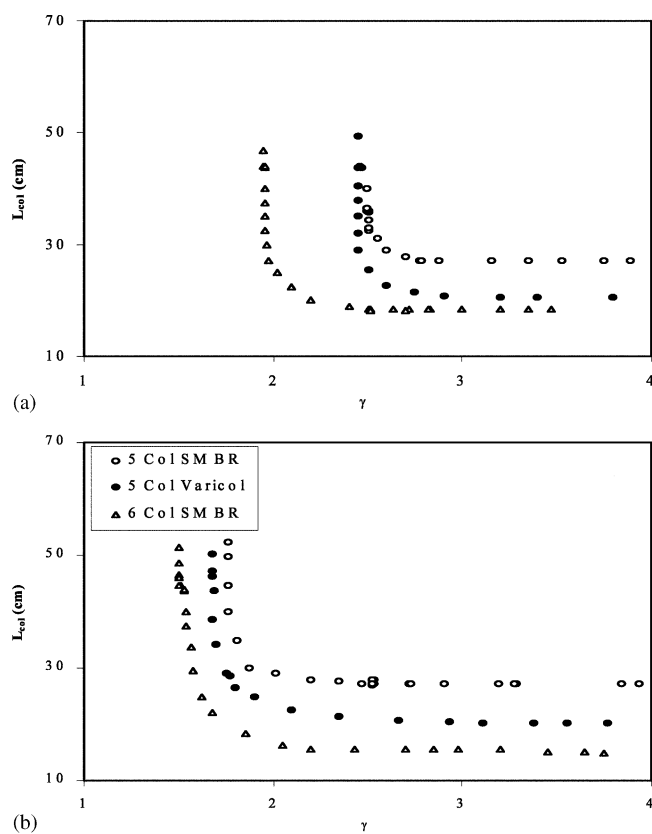 70
50
30
10
L_col (cm)
1 2 3 4
γ
(a)
70
50
30
10
L_col (cm)
5 Col SMBR
5 Col Varicol
6 Col SMBR
1 2 3 4
γ
(b)